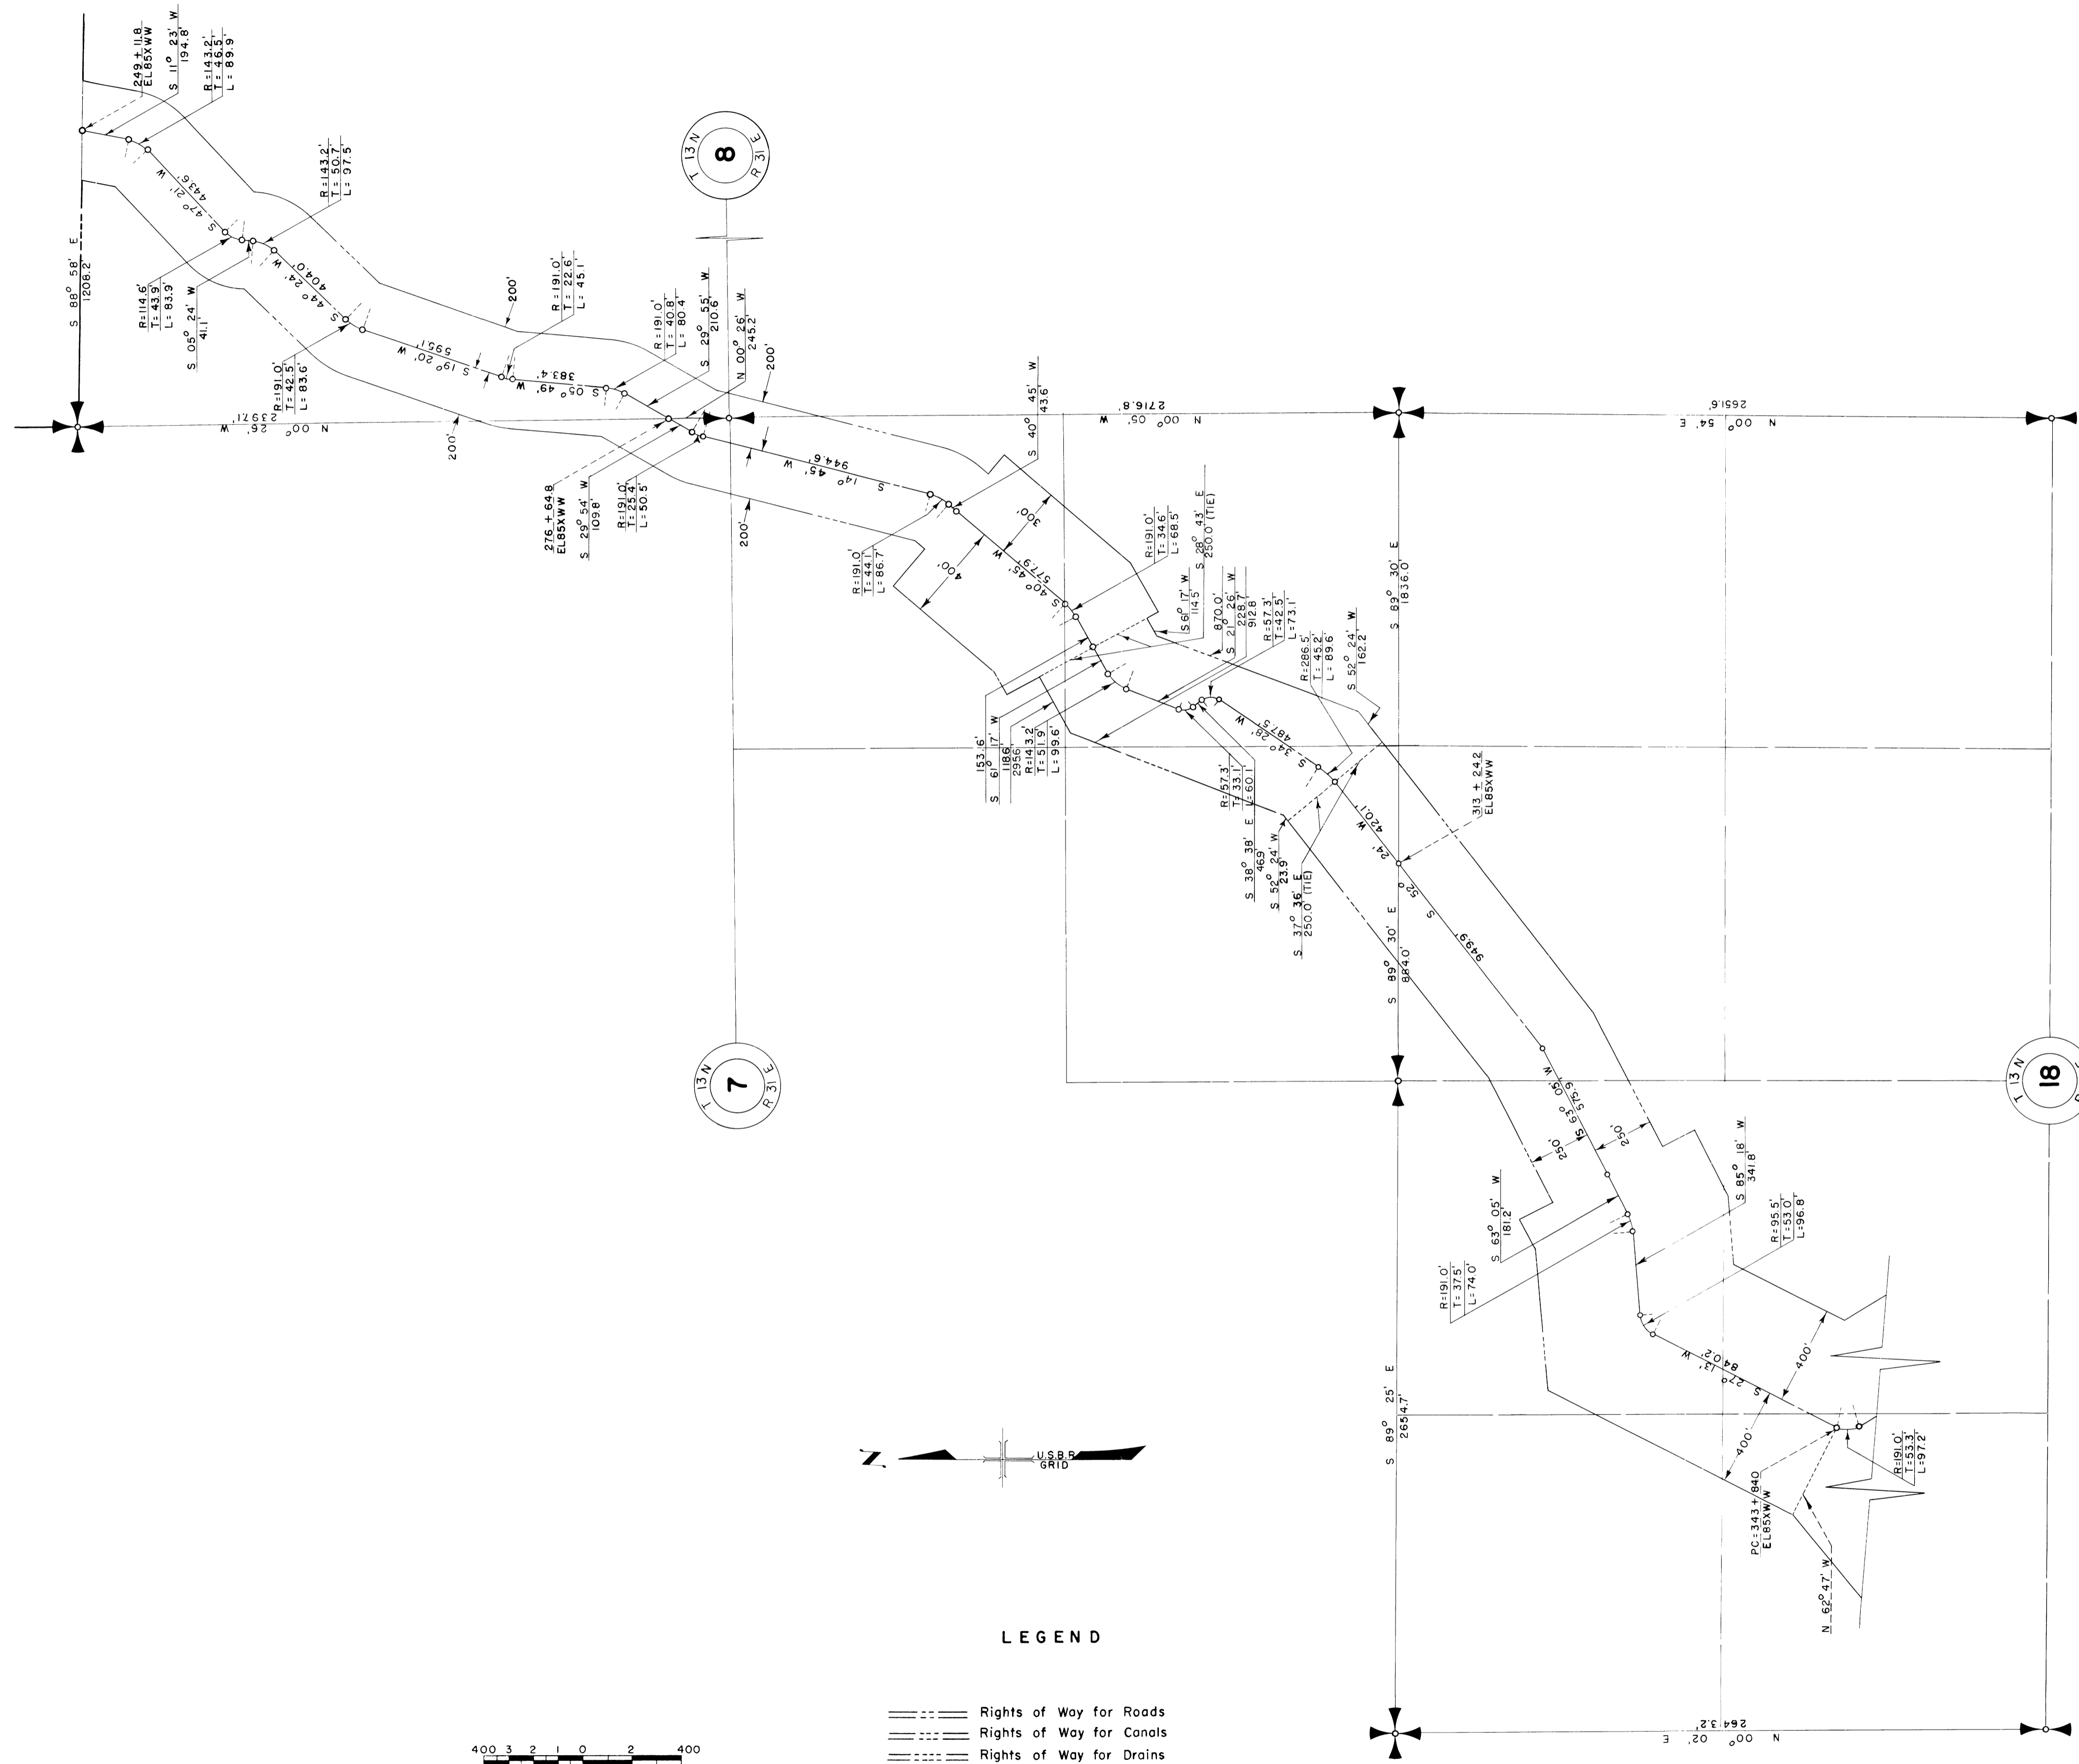 249 + 11.8
EL85XWW
S 11° 23' W
194.8'
R=143.2'
T= 46.5'
L= 89.9'
S 88° 58' E
1208.2'
S 47° 21' W
443.6'
R=143.2'
T= 50.7'
L= 97.5'
R=114.6'
T=43.9'
L= 83.9'
S 05° 24' W
41.1'
S 44° 24' W
404.0'
R=191.0'
T=42.5'
L= 83.6'
S 19° 20' W
595.1'
200'
R=191.0'
T= 22.6'
L= 45.1'
S 05° 49' W
383.4'
R=191.0'
T= 40.8'
L= 80.4'
S 29° 55' W
210.6'
N 00° 26' W
245.2'
200'
T 13 N
8
R 31 E
N 00° 26' W
2397.1'
200'
276 + 64.8
EL85XWW
S 29° 54' W
109.8'
R=191.0'
T= 25.4'
L=50.5'
S 14° 45' W
944.6'
200'
S 40° 45' W
43.6'
N 00° 05' W
2716.8'
N 00° 54' E
2651.6'
R=191.0'
T= 44.1'
L= 86.7'
400'
300'
S 40° 45' W
577.9'
R=191.0'
T= 34.6'
L= 68.5'
S 28° 43' E
250.0' (TIE)
S 61° 17' W
114.5'
870.0'
S 21° 26' W
228.7'
912.8'
R=57.3'
T=42.5'
L=73.1'
R=286.5'
T= 45.2'
L= 89.6'
S 52° 24' W
162.2'
S 89° 30' E
1836.0'
153.6'
S 61° 17' W
118.6'
295.6'
R=143.2'
T= 51.9'
L= 99.6'
S 34° 28' W
487.5'
R=57.3'
T=33.1'
L=60.1'
S 38° 38' E
46.9'
S 52° 24' W
23.9'
S 37° 36' E
250.0' (TIE)
313 + 24.2
EL85XWW
S 52° 24' W
420.1'
949.9'
S 89° 30' E
884.0'
T 13 N
7
R 31 E
T 13 N
18
S 63° 05' W
575.9'
250'
250'
S 63° 05' W
181.2'
R=191.0'
T= 37.5'
L= 74.0'
S 85° 18' W
341.8'
R=95.5'
T=53.0'
L=96.8'
S 27° 13' W
840.2'
400'
400'
S 89° 25' E
2654.7'
PC=343+84.0
EL85XWW
R=191.0'
T=53.3'
L=97.2'
N 62° 47' W
N 00° 02' E
2643.2'
N
U.S.B.R.
GRID
LEGEND
Rights of Way for Roads
Rights of Way for Canals
Rights of Way for Drains
400 3 2 1 0 2 400